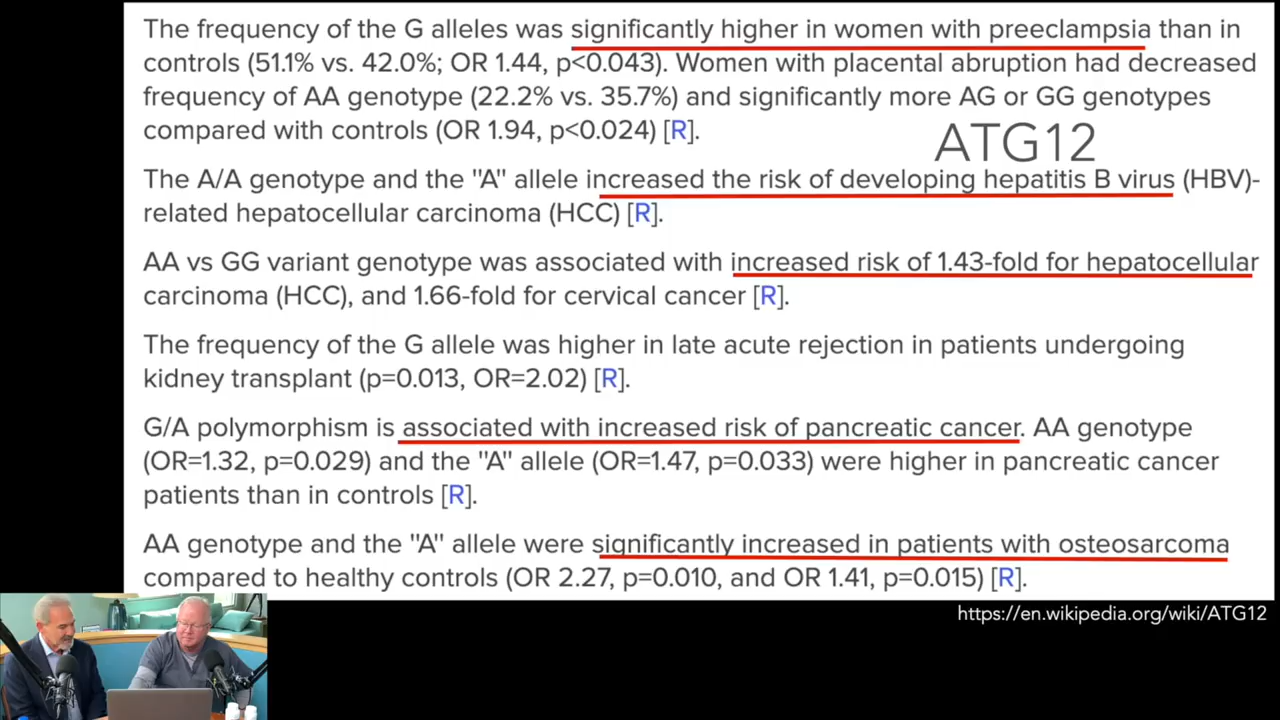 The frequency of the G alleles was significantly higher in women with preeclampsia than in
controls (51.1% vs. 42.0%; OR 1.44, p<0.043). Women with placental abruption had decreased
frequency of AA genotype (22.2% vs. 35.7%) and significantly more AG or GG genotypes
compared with controls (OR 1.94, p<0.024) [R].
ATG12
The A/A genotype and the "A" allele increased the risk of developing hepatitis B virus (HBV)-
related hepatocellular carcinoma (HCC) [R].
AA vs GG variant genotype was associated with increased risk of 1.43-fold for hepatocellular
carcinoma (HCC), and 1.66-fold for cervical cancer [R].
The frequency of the G allele was higher in late acute rejection in patients undergoing
kidney transplant (p=0.013, OR=2.02) [R].
G/A polymorphism is associated with increased risk of pancreatic cancer. AA genotype
(OR=1.32, p=0.029) and the "A" allele (OR=1.47, p=0.033) were higher in pancreatic cancer
patients than in controls [R].
AA genotype and the "A" allele were significantly increased in patients with osteosarcoma
compared to healthy controls (OR 2.27, p=0.010, and OR 1.41, p=0.015) [R].
https://en.wikipedia.org/wiki/ATG12